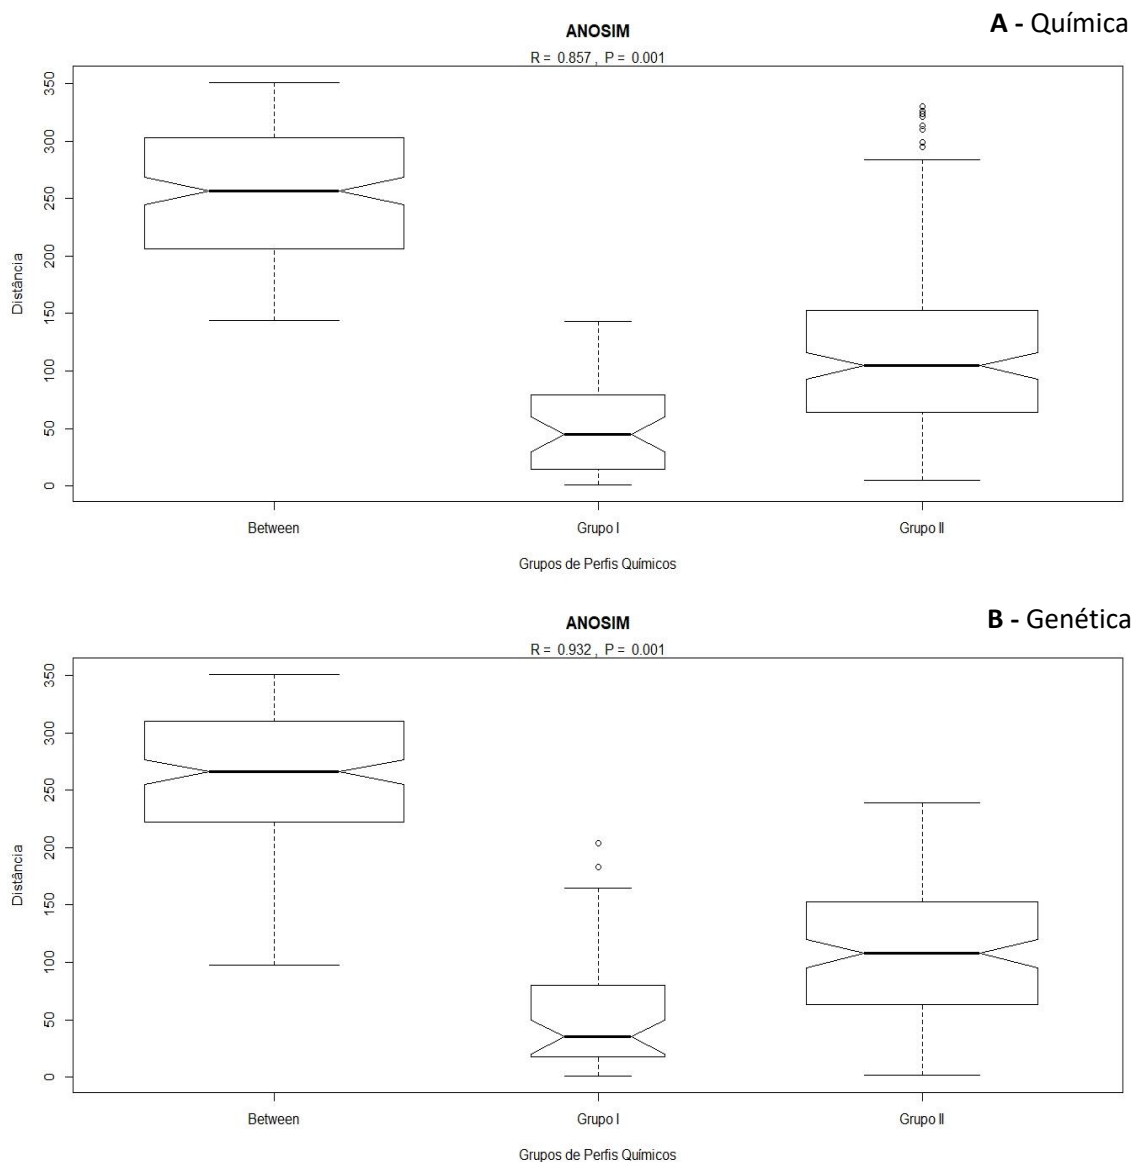 A - Química
ANOSIM
R = 0.857 , P = 0.001
350
300
250
200
150
100
50
0
Distância
Between
Grupo I
Grupo II
Grupos de Perfis Químicos
B - Genética
ANOSIM
R = 0.932 , P = 0.001
350
300
250
200
150
100
50
0
Distância
Between
Grupo I
Grupo II
Grupos de Perfis Químicos